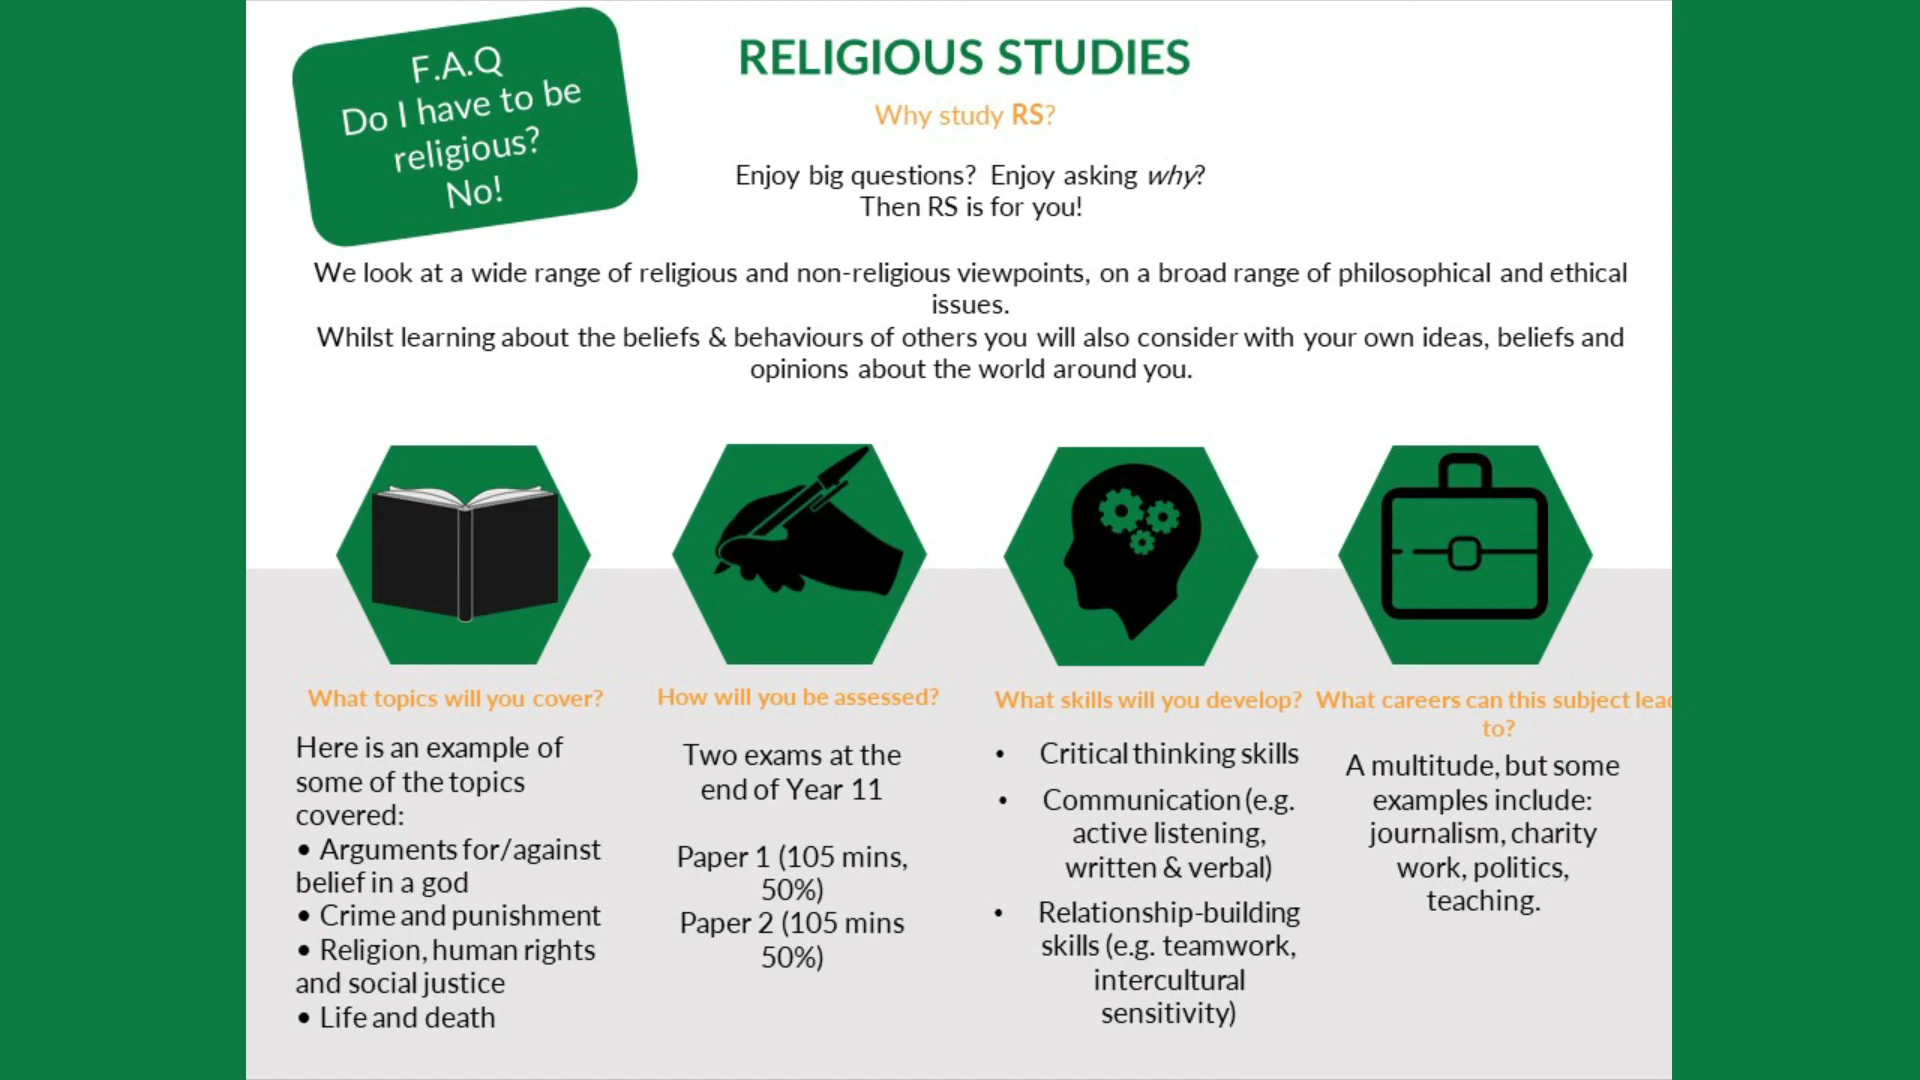 F.A.Q
Do I have to be
religious?
No!
RELIGIOUS STUDIES
Why study RS?
Enjoy big questions?  Enjoy asking why?
Then RS is for you!
We look at a wide range of religious and non-religious viewpoints, on a broad range of philosophical and ethical
issues.
Whilst learning about the beliefs & behaviours of others you will also consider with your own ideas, beliefs and
opinions about the world around you.
What topics will you cover?
Here is an example of
some of the topics
covered:
• Arguments for/against
belief in a god
• Crime and punishment
• Religion, human rights
and social justice
• Life and death
How will you be assessed?
Two exams at the
end of Year 11
Paper 1 (105 mins,
50%)
Paper 2 (105 mins
50%)
What skills will you develop?
• Critical thinking skills
• Communication (e.g.
active listening,
written & verbal)
• Relationship-building
skills (e.g. teamwork,
intercultural
sensitivity)
What careers can this subject lead
to?
A multitude, but some
examples include:
journalism, charity
work, politics,
teaching.